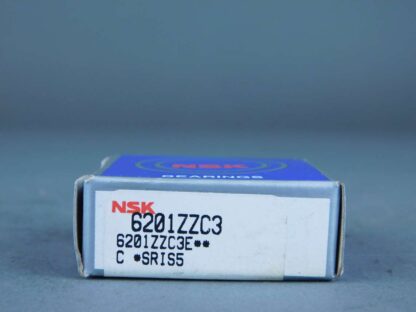 NSK
BEARINGS
NSK
6201ZZC3
6201ZZC3E**
C *SRIS5